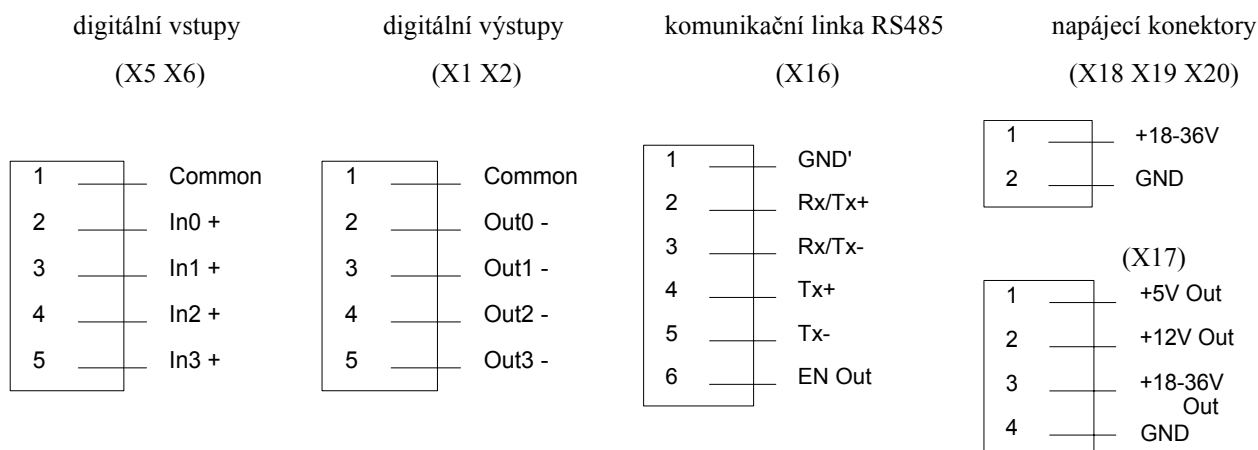 digitální vstupy
(X5 X6)
1 Common
2 In0 +
3 In1 +
4 In2 +
5 In3 +
digitální výstupy
(X1 X2)
1 Common
2 Out0 -
3 Out1 -
4 Out2 -
5 Out3 -
komunikační linka RS485
(X16)
1 GND'
2 Rx/Tx+
3 Rx/Tx-
4 Tx+
5 Tx-
6 EN Out
napájecí konektory
(X18 X19 X20)
1 +18-36V
2 GND
(X17)
1 +5V Out
2 +12V Out
3 +18-36V
Out
4 GND